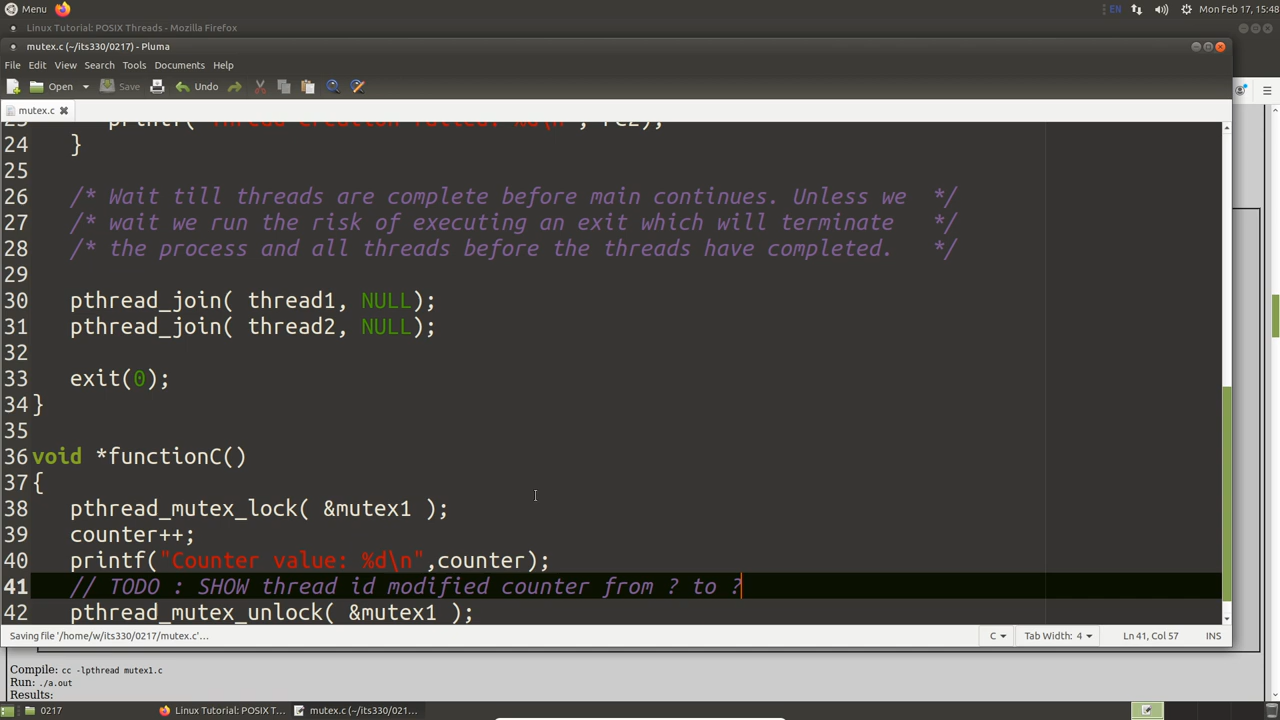 Menu
EN
Mon Feb 17, 15:48
Linux Tutorial: POSIX Threads - Mozilla Firefox
mutex.c (~/its330/0217) - Pluma
File Edit View Search Tools Documents Help
Open Save Undo
mutex.c
23 printf("Thread creation failed: %d\n", rc2);
24 }
25
26 /* Wait till threads are complete before main continues. Unless we */
27 /* wait we run the risk of executing an exit which will terminate */
28 /* the process and all threads before the threads have completed. */
29
30 pthread_join( thread1, NULL);
31 pthread_join( thread2, NULL);
32
33 exit(0);
34 }
35
36 void *functionC()
37 {
38 pthread_mutex_lock( &mutex1 );
39 counter++;
40 printf("Counter value: %d\n",counter);
41 // TODO : SHOW thread id modified counter from ? to ?
42 pthread_mutex_unlock( &mutex1 );
Saving file '/home/w/its330/0217/mutex.c'…
C Tab Width: 4 Ln 41, Col 57 INS
Compile: cc -lpthread mutex1.c
Run: ./a.out
Results:
0217 Linux Tutorial: POSIX T... mutex.c (~/its330/021...